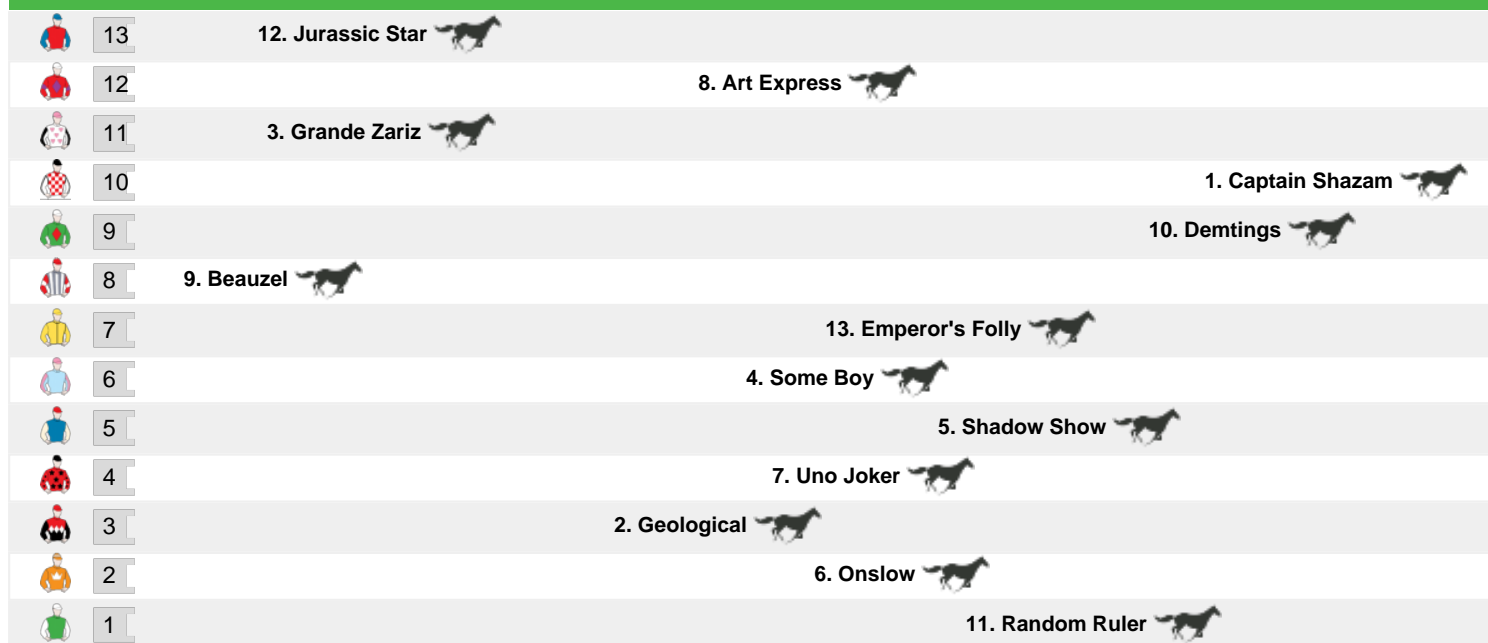 13 12. Jurassic Star
12 8. Art Express
11 3. Grande Zariz
10 1. Captain Shazam
9 10. Demtings
8 9. Beauzel
7 13. Emperor's Folly
6 4. Some Boy
5 5. Shadow Show
4 7. Uno Joker
3 2. Geological
2 6. Onslow
1 11. Random Ruler